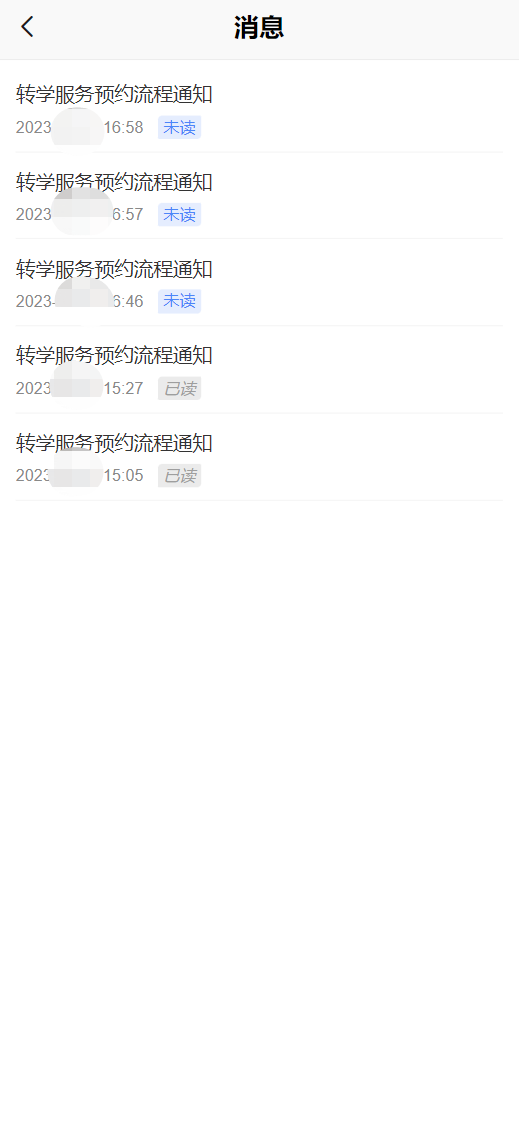 消息
转学服务预约流程通知
2023 16:58 未读
转学服务预约流程通知
2023 6:57 未读
转学服务预约流程通知
2023- 6:46 未读
转学服务预约流程通知
2023 15:27 已读
转学服务预约流程通知
2023 15:05 已读